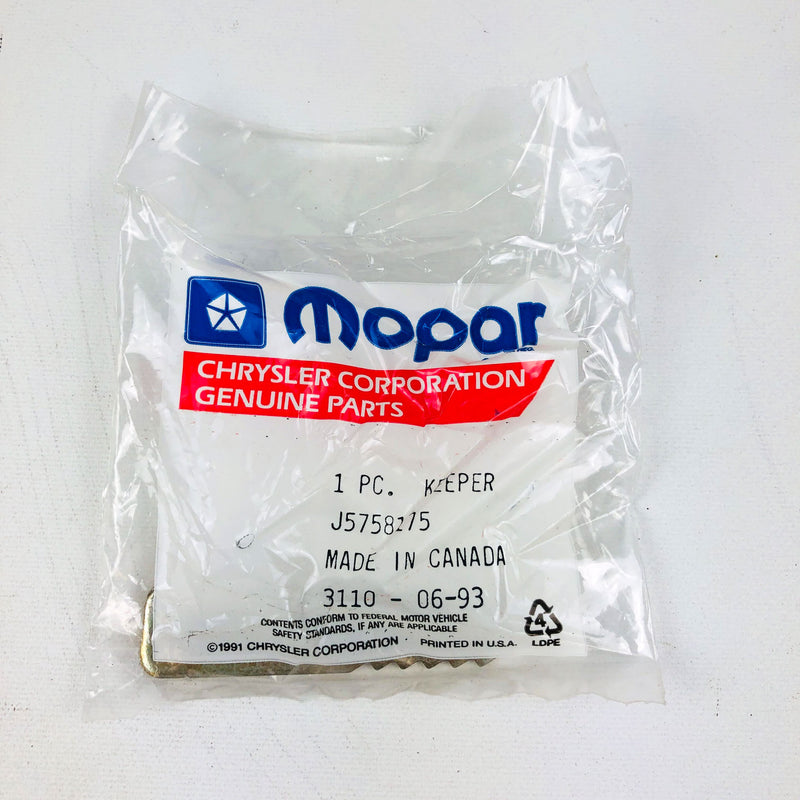 Mopar
CHRYSLER CORPORATION
GENUINE PARTS
1 PC. KEEPER
J5758275
MADE IN CANADA
3110 - 06-93
CONTENTS CONFORM TO FEDERAL MOTOR VEHICLE
SAFETY STANDARDS, IF ANY ARE APPLICABLE
©1991 CHRYSLER CORPORATION PRINTED IN U.S.A.
4
LDPE